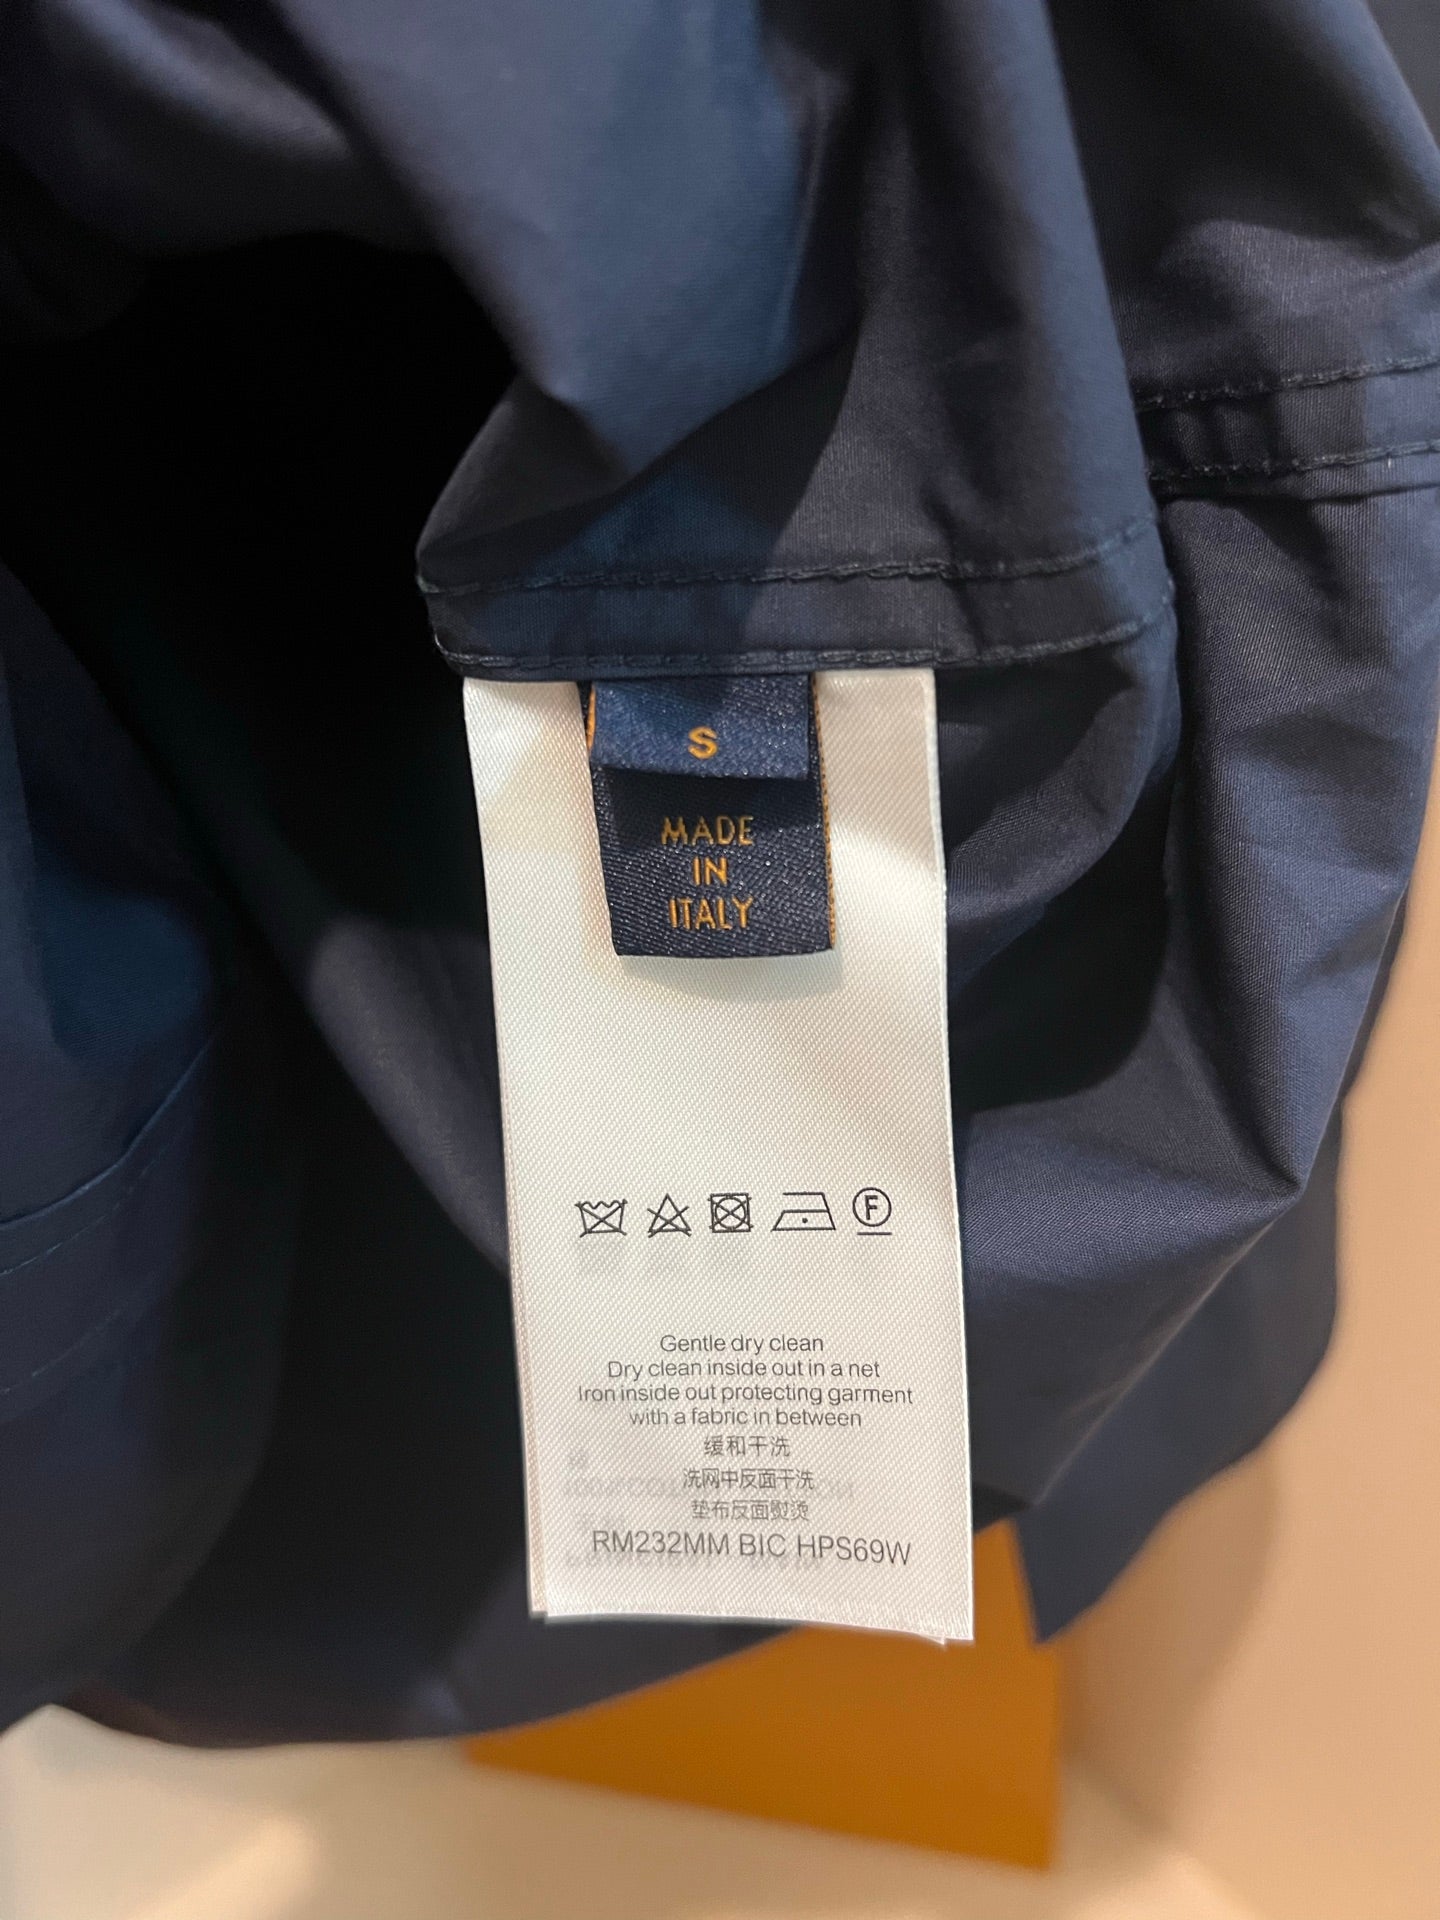 S
MADE
IN
ITALY
F
Gentle dry clean
Dry clean inside out in a net
Iron inside out protecting garment
with a fabric in between
缓和干洗
洗网中反面干洗
垫布反面熨烫
RM232MM BIC HPS69W